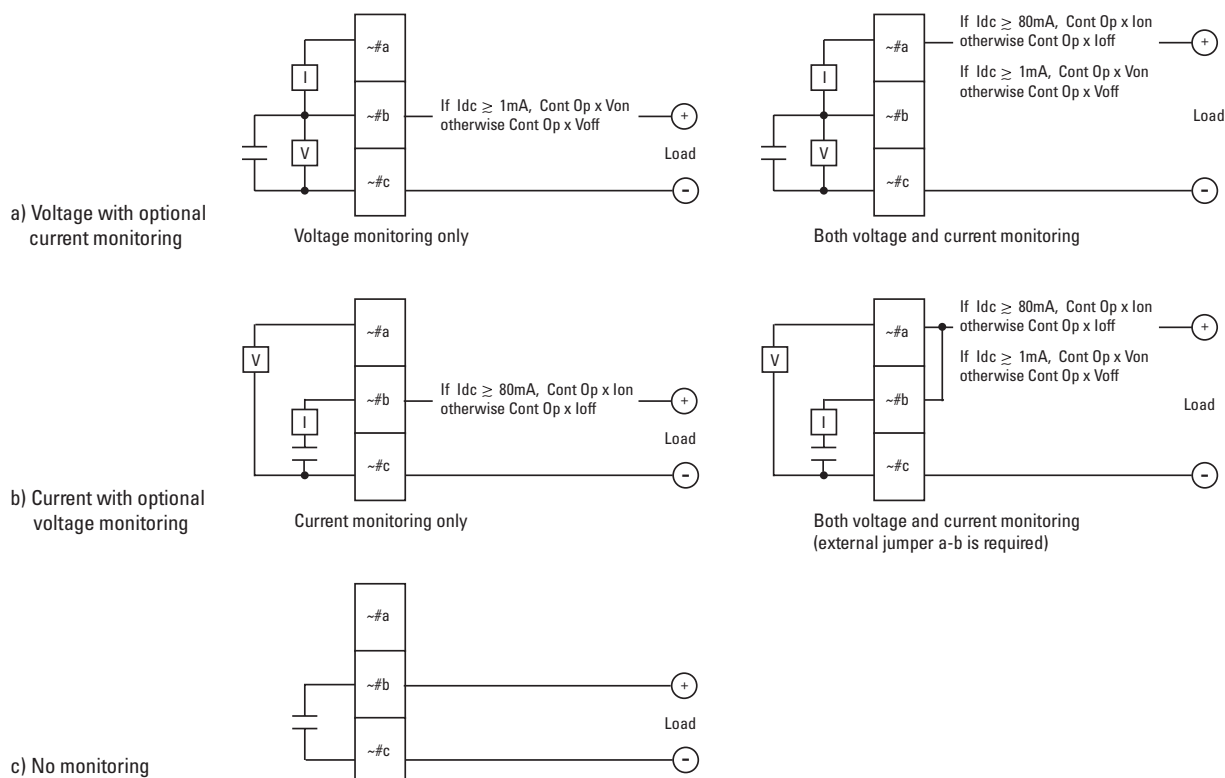 ~#a
I
~#b
V
~#c
If Idc ≳ 1mA, Cont Op x Von
otherwise Cont Op x Voff
+
Load
-
Voltage monitoring only
~#a
I
~#b
V
~#c
If Idc ≳ 80mA, Cont Op x Ion
otherwise Cont Op x Ioff
If Idc ≳ 1mA, Cont Op x Von
otherwise Cont Op x Voff
+
Load
-
Both voltage and current monitoring
a) Voltage with optional
current monitoring
~#a
V
~#b
I
~#c
If Idc ≳ 80mA, Cont Op x Ion
otherwise Cont Op x Ioff
+
Load
-
Current monitoring only
~#a
V
~#b
I
~#c
If Idc ≳ 80mA, Cont Op x Ion
otherwise Cont Op x Ioff
If Idc ≳ 1mA, Cont Op x Von
otherwise Cont Op x Voff
+
Load
-
Both voltage and current monitoring
(external jumper a-b is required)
b) Current with optional
voltage monitoring
~#a
~#b
~#c
+
Load
-
c) No monitoring